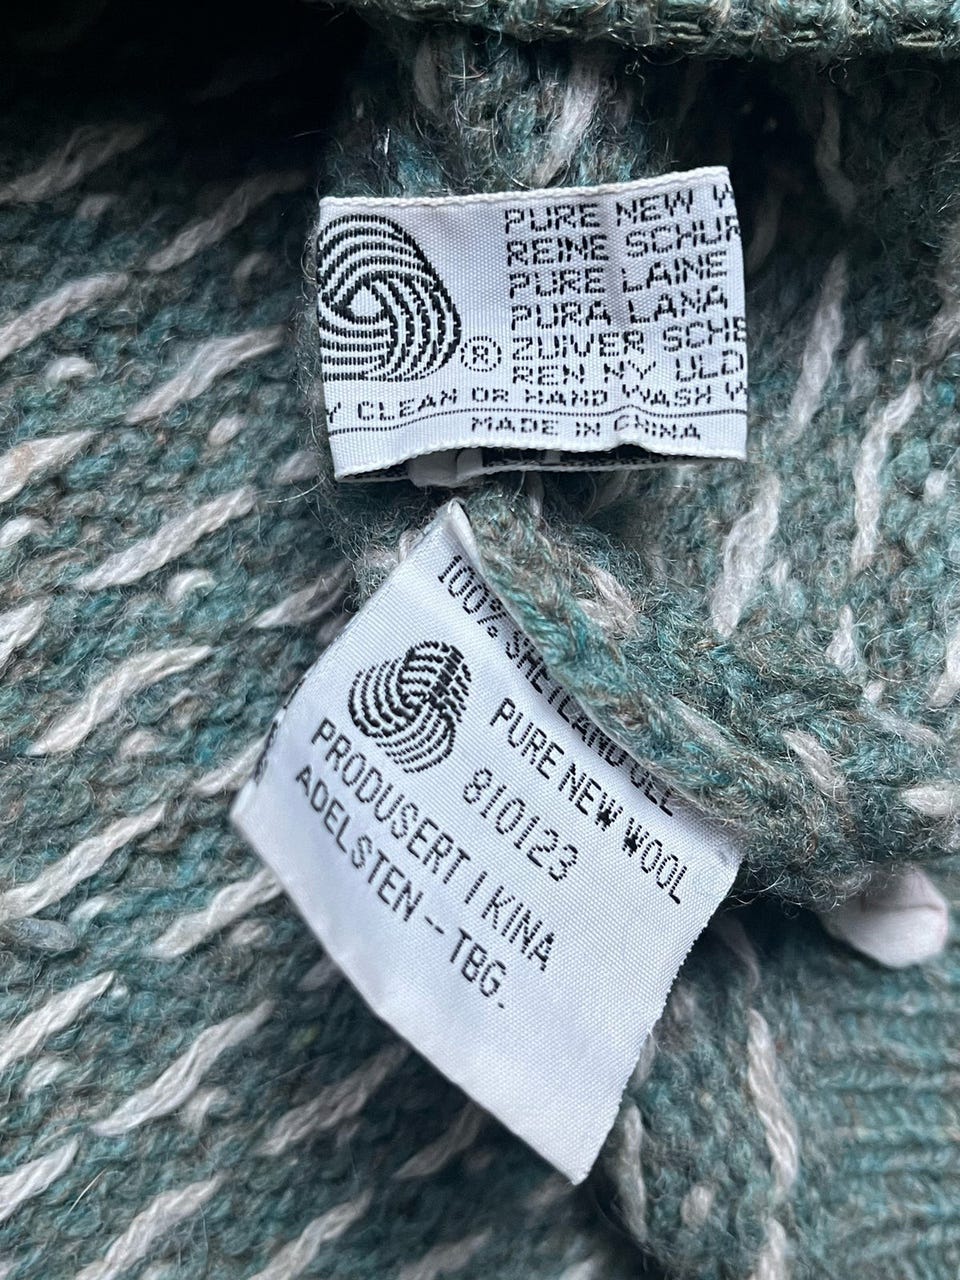 PURE NEW
REINE SCHUR
PURE LAINE
PURA LANA
ZUIVER SCHE
REN NY ULD
®
Y CLEAN OR HAND WASH
MADE IN CHINA
100% SHETLAND
PURE NEW WOOL
810123
PRODUSERT I KINA
ADELSTEN -- TBG.